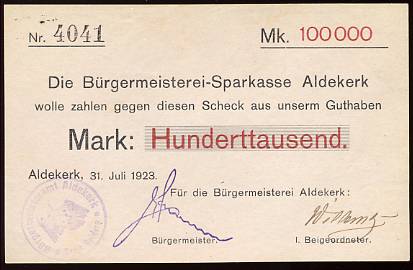 Nr. 4041
Mk. 100000
Die Bürgermeisterei-Sparkasse Aldekerk
wolle zahlen gegen diesen Scheck aus unserm Guthaben
Mark: Hunderttausend.
Aldekerk, 31. Juli 1923.
Für die Bürgermeisterei Aldekerk:
Bürgermeister.
I. Beigeordneter.
Aldekerk